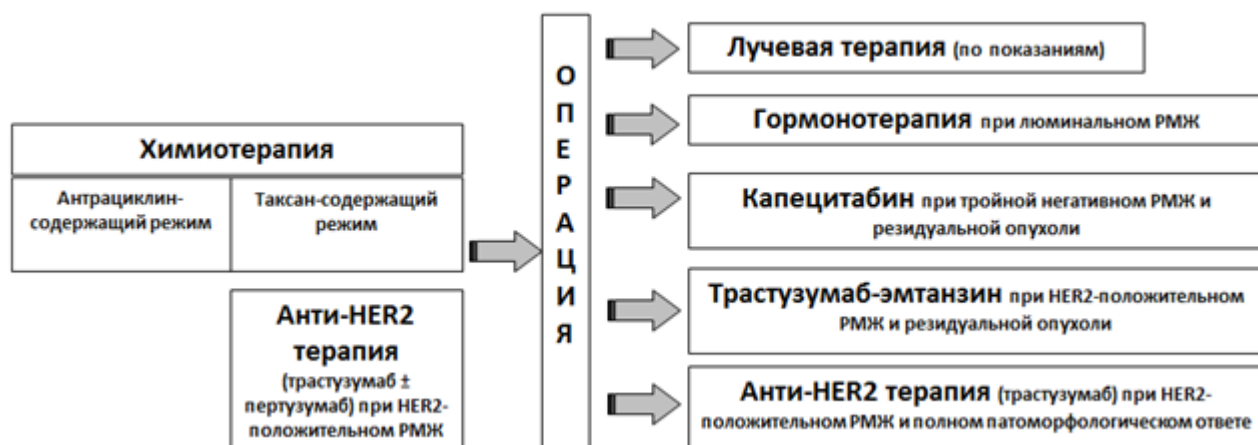 Химиотерапия
Антрациклин-
содержащий режим
Таксан-содержащий
режим
Анти-HER2
терапия
(трастузумаб ±
пертузумаб) при HER2-
положительном РМЖ
ОПЕРАЦИЯ
Лучевая терапия (по показаниям)
Гормонотерапия при люминальном РМЖ
Капецитабин при тройной негативном РМЖ и
резидуальной опухоли
Трастузумаб-эмтанзин при HER2-положительном
РМЖ и резидуальной опухоли
Анти-HER2 терапия (трастузумаб) при HER2-
положительном РМЖ и полном патоморфологическом ответе